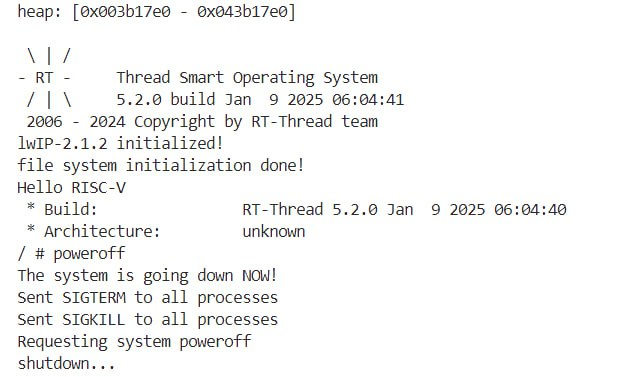 heap: [0x003b17e0 - 0x043b17e0]
\ | /
- RT -     Thread Smart Operating System
/ | \     5.2.0 build Jan  9 2025 06:04:41
2006 - 2024 Copyright by RT-Thread team
lwIP-2.1.2 initialized!
file system initialization done!
Hello RISC-V
* Build:                RT-Thread 5.2.0 Jan  9 2025 06:04:40
* Architecture:         unknown
/ # poweroff
The system is going down NOW!
Sent SIGTERM to all processes
Sent SIGKILL to all processes
Requesting system poweroff
shutdown...